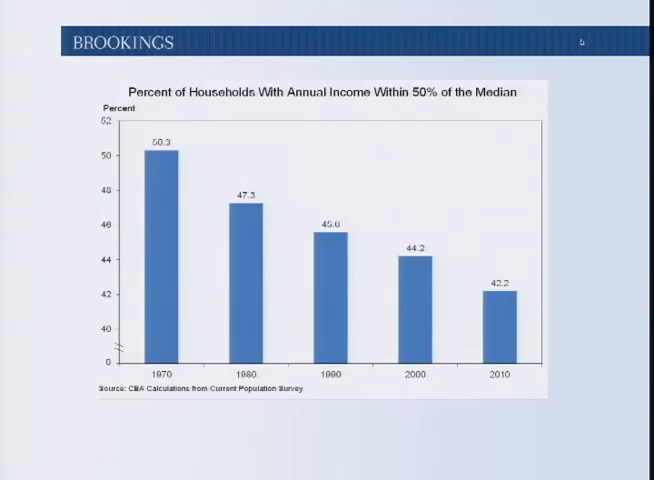 BROOKINGS 5
Percent of Households With Annual Income Within 50% of the Median
Percent
52
50
48
46
44
42
40
0
50.3
47.3
45.6
44.2
42.2
1970 1980 1990 2000 2010
Source: CEA Calculations from Current Population Survey